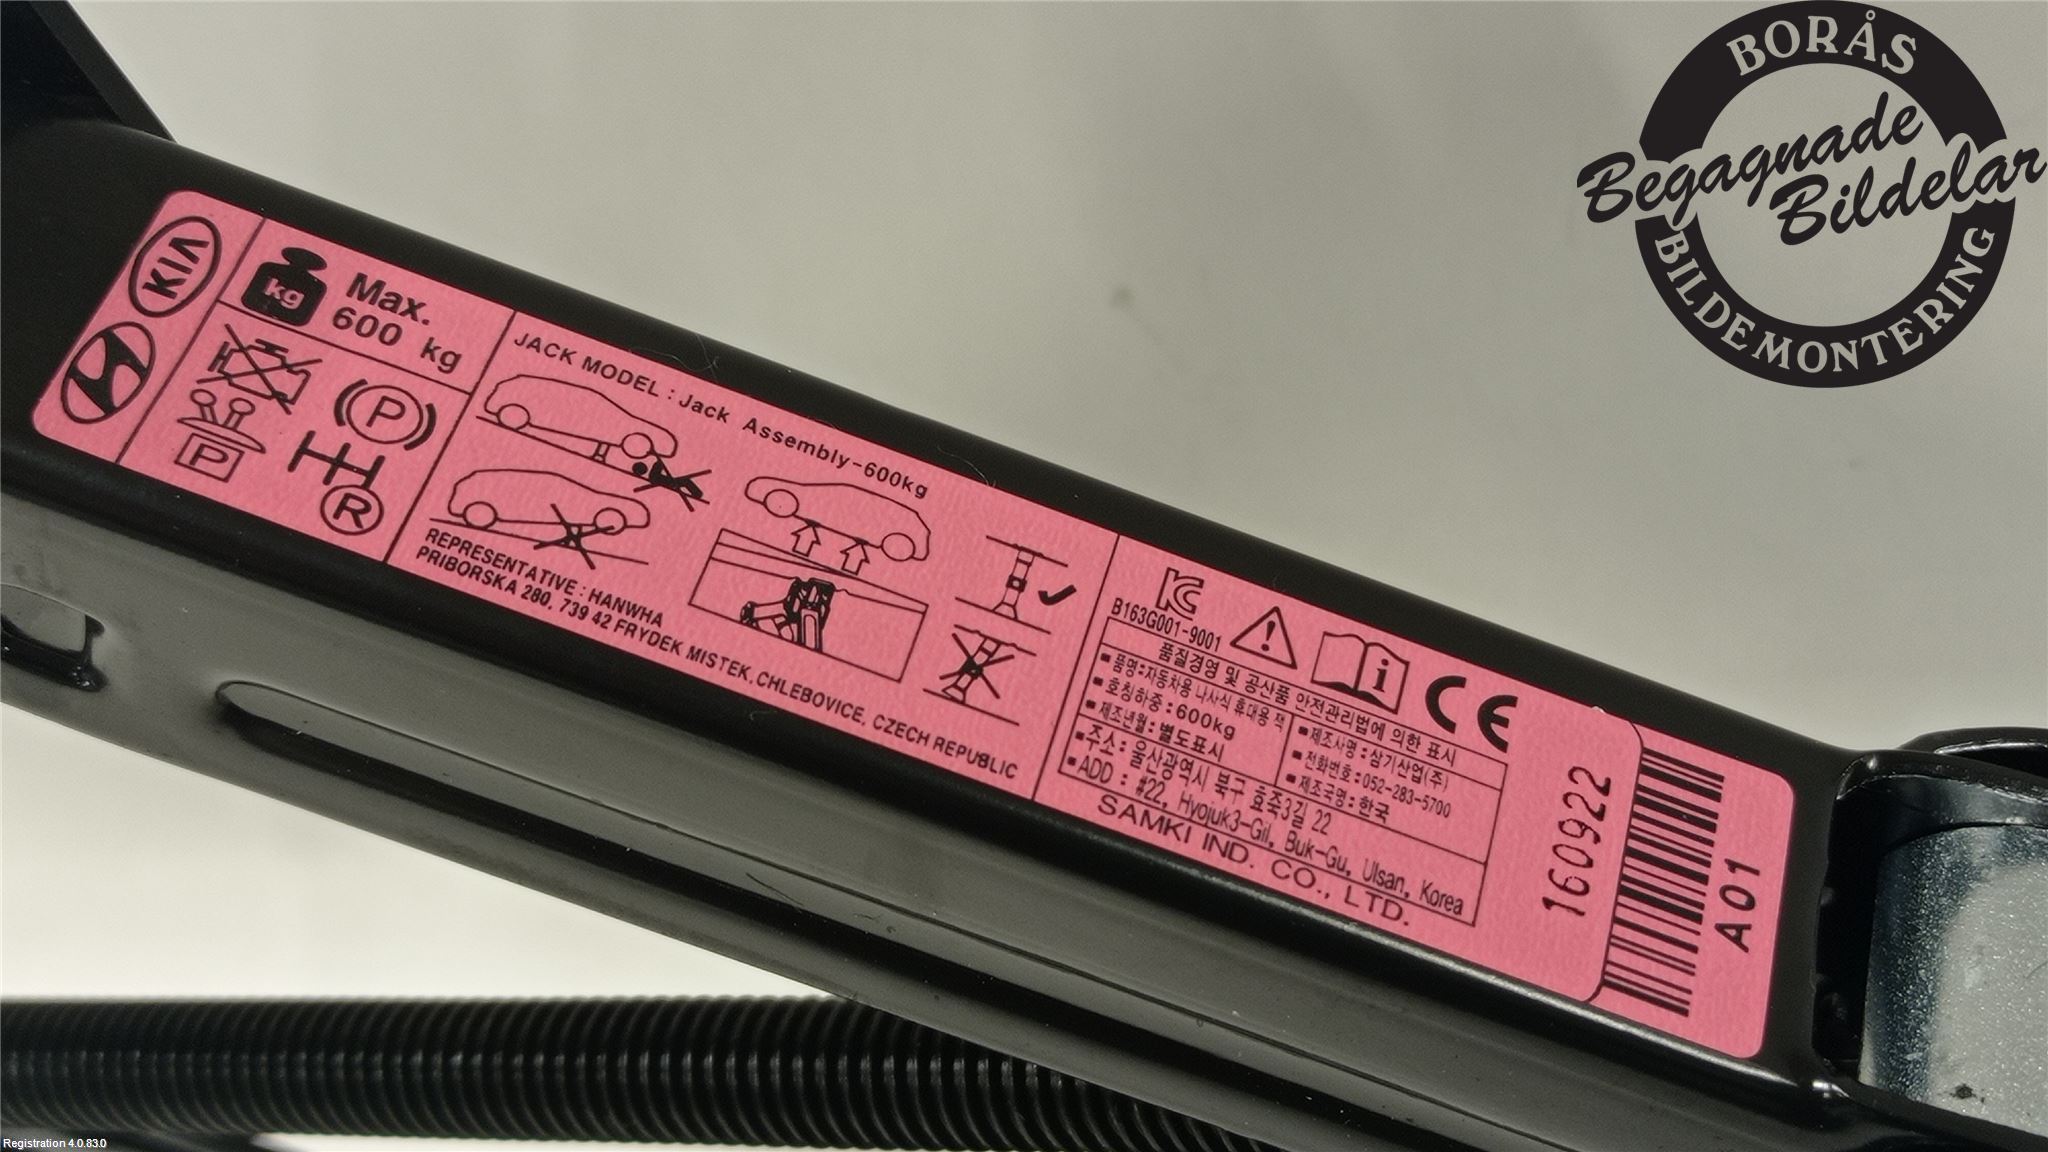 BORÅS
Begagnade
Bildelar
BILDEMONTERING
KIA
kg
Max.
600 kg
P
P
R
JACK MODEL : Jack Assembly-600kg
REPRESENTATIVE : HANWHA
PRIBORSKA 280, 739 42 FRYDEK MISTEK, CHLEBOVICE, CZECH REPUBLIC
B163G001-9001
i
CE
품질경영 및 공산품 안전관리법에 의한 표시
▪품명:자동차용 나사식 휴대용 잭
▪호칭하중:600kg
▪제조년월:별도표시
▪제조사명:삼기산업(주)
▪전화번호:052-283-5700
▪제조국명:한국
▪주소: 울산광역시 북구 효죽3길 22
▪ADD : #22, Hyojuk3-Gil, Buk-Gu, Ulsan, Korea
SAMKI IND. CO., LTD.
160922
A01
Registration 4.0.83.0